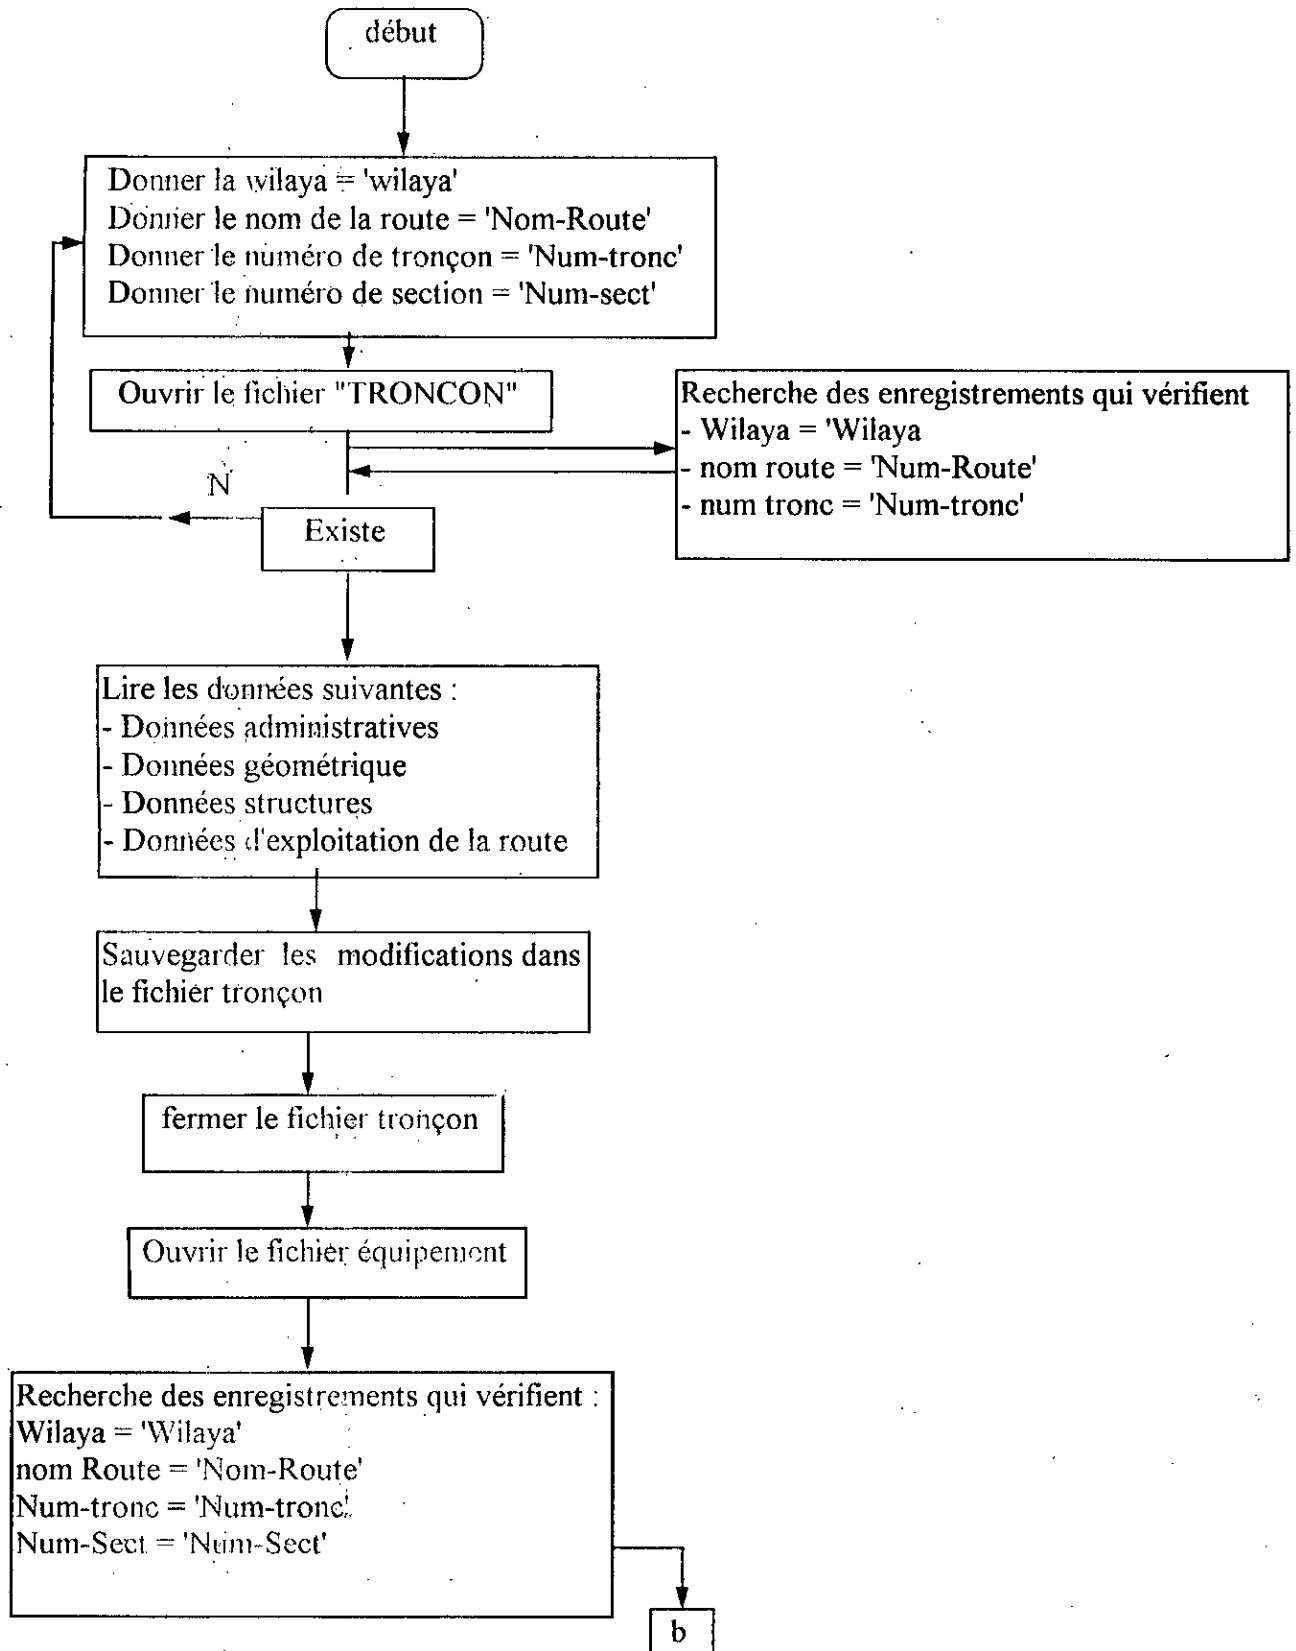 début
Donner la wilaya = 'wilaya'
Donner le nom de la route = 'Nom-Route'
Donner le numéro de tronçon = 'Num-tronc'
Donner le numéro de section = 'Num-sect'
Ouvrir le fichier "TRONCON"
Recherche des enregistrements qui vérifient
- Wilaya = 'Wilaya
- nom route = 'Num-Route'
- num tronc = 'Num-tronc'
N
Existe
Lire les données suivantes :
- Données administratives
- Données géométrique
- Données structures
- Données d'exploitation de la route
Sauvegarder les modifications dans
le fichier tronçon
fermer le fichier tronçon
Ouvrir le fichier équipement
Recherche des enregistrements qui vérifient :
Wilaya = 'Wilaya'
nom Route = 'Nom-Route'
Num-tronc = 'Num-tronc'
Num-Sect = 'Num-Sect'
b